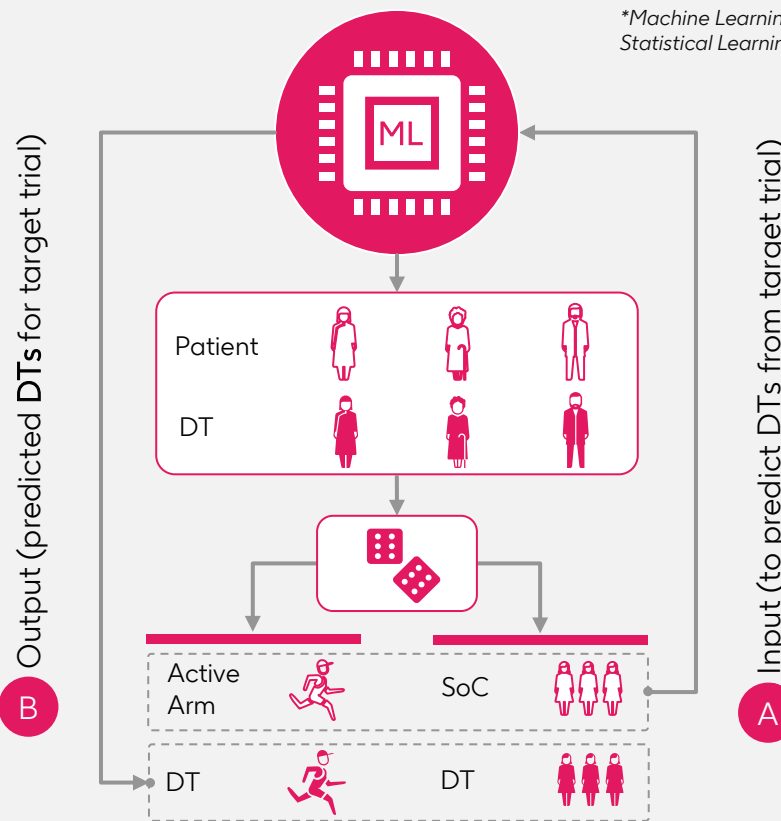 *Machine Learnin
Statistical Learnin
ML
Output (predicted DTs for target trial)
B
Input (to predict DTs from target trial)
A
Patient
DT
Active
Arm
SoC
DT
DT